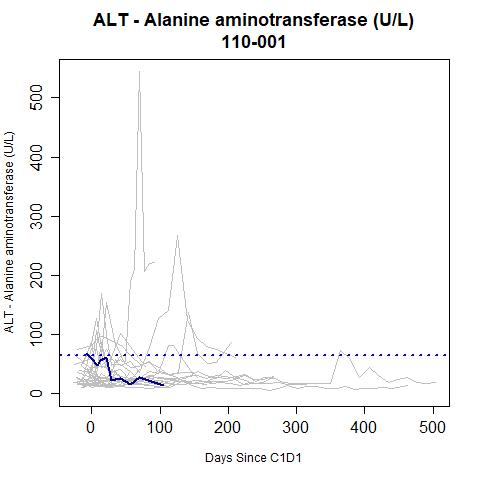 ALT - Alanine aminotransferase (U/L)
110-001
ALT - Alanine aminotransferase (U/L)
500
400
300
200
100
0
0 100 200 300 400 500
Days Since C1D1